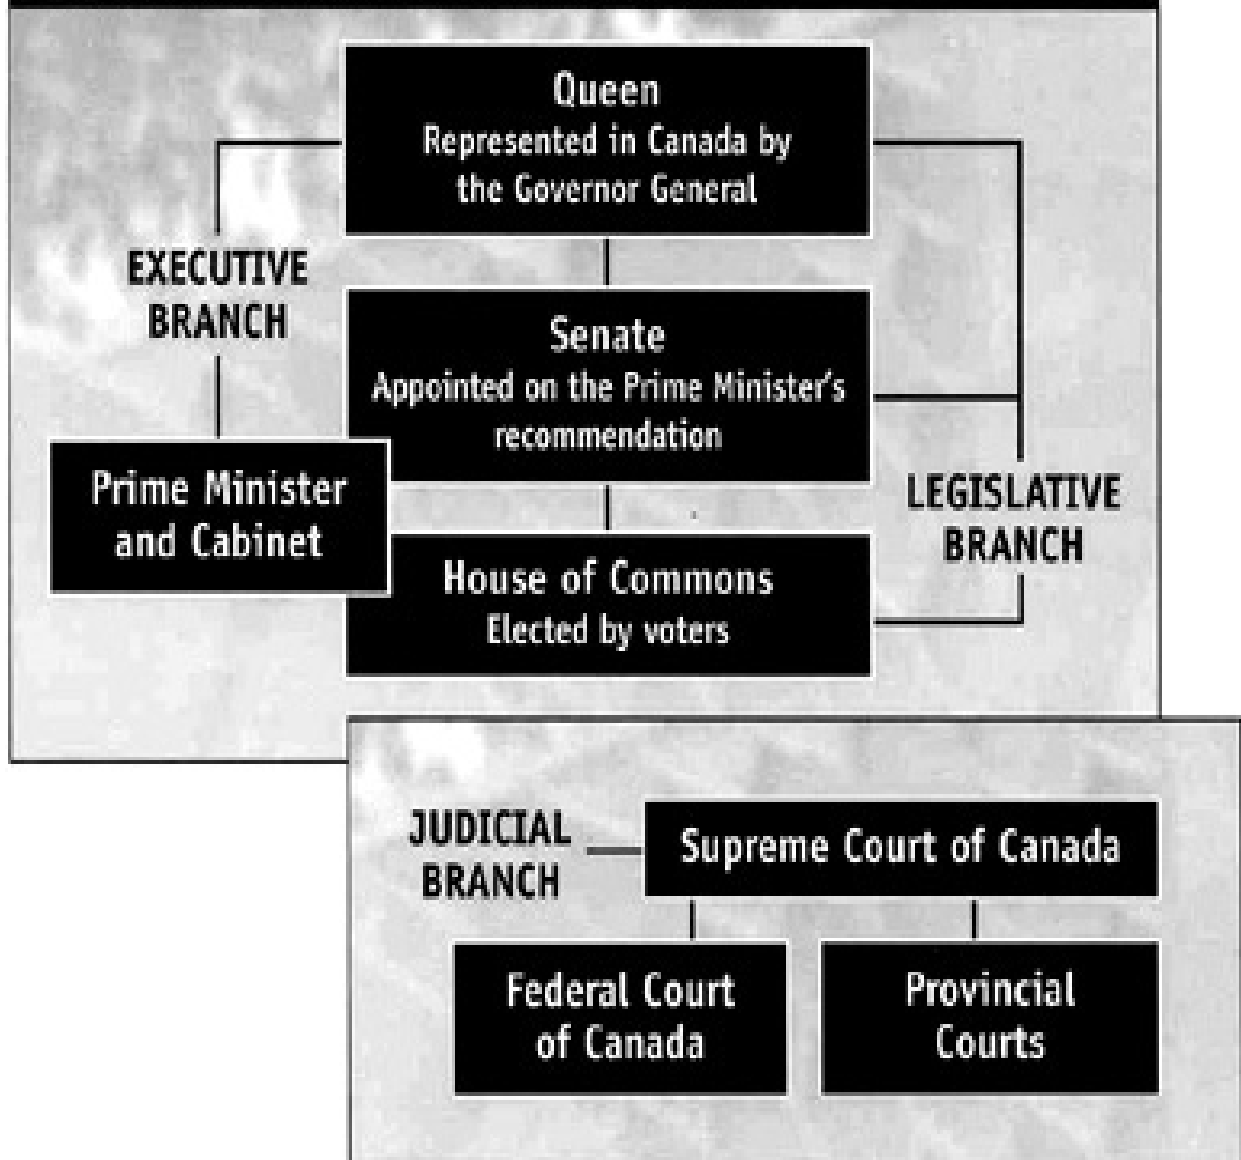 Queen
Represented in Canada by
the Governor General
EXECUTIVE
BRANCH
Senate
Appointed on the Prime Minister's
recommendation
Prime Minister
and Cabinet
LEGISLATIVE
BRANCH
House of Commons
Elected by voters
JUDICIAL
BRANCH
Supreme Court of Canada
Federal Court
of Canada
Provincial
Courts